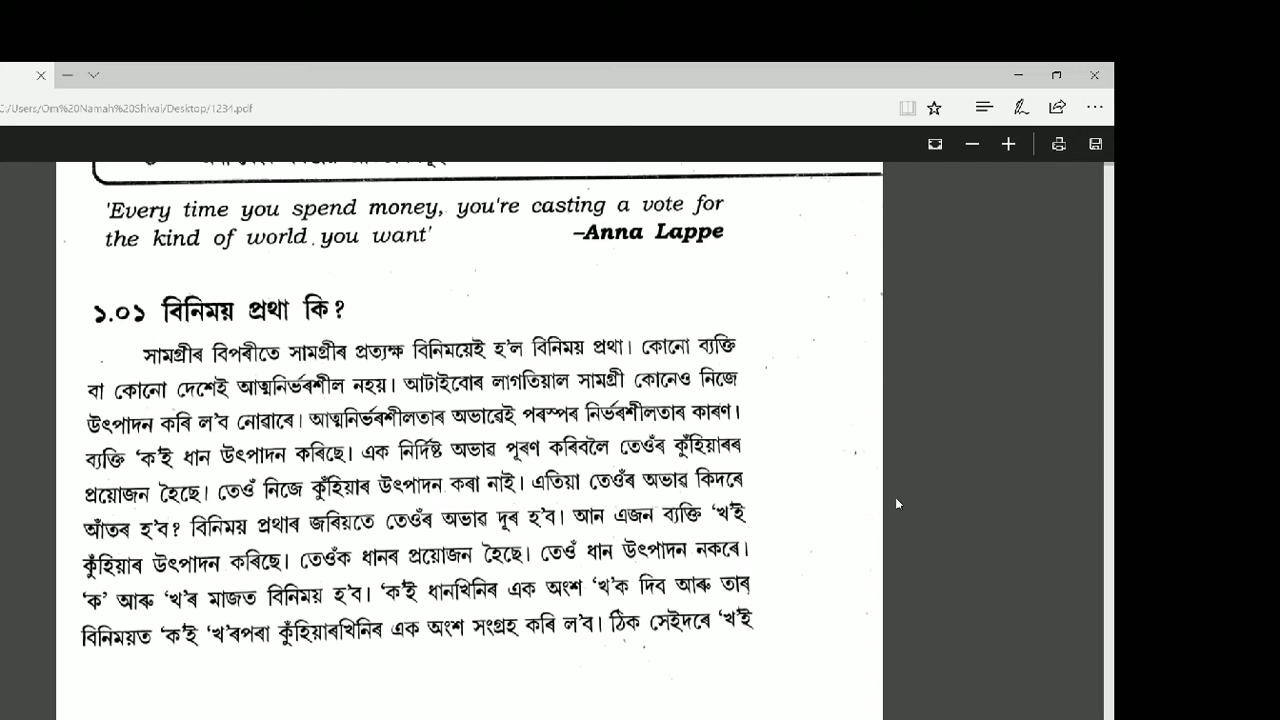 C:/Users/Om%20Namah%20Shivai/Desktop/1234.pdf
'Every time you spend money, you're casting a vote for
the kind of world you want' –Anna Lappe
১.০১ বিনিময় প্ৰথা কি?
সামগ্ৰীৰ বিপৰীতে সামগ্ৰীৰ প্ৰত্যক্ষ বিনিময়েই হ'ল বিনিময় প্ৰথা। কোনো ব্যক্তি
বা কোনো দেশেই আত্মনিৰ্ভৰশীল নহয়। আটাইবোৰ লাগতিয়াল সামগ্ৰী কোনেও নিজে
উৎপাদন কৰি ল'ব নোৱাৰে। আত্মনিৰ্ভৰশীলতাৰ অভাৱেই পৰস্পৰ নিৰ্ভৰশীলতাৰ কাৰণ।
ব্যক্তি 'ক'ই ধান উৎপাদন কৰিছে। এক নিৰ্দিষ্ট অভাৱ পূৰণ কৰিবলৈ তেওঁৰ কুঁহিয়াৰৰ
প্ৰয়োজন হৈছে। তেওঁ নিজে কুঁহিয়াৰ উৎপাদন কৰা নাই। এতিয়া তেওঁৰ অভাৱ কিদৰে
আঁতৰ হ'ব? বিনিময় প্ৰথাৰ জৰিয়তে তেওঁৰ অভাৱ দূৰ হ'ব। আন এজন ব্যক্তি 'খ'ই
কুঁহিয়াৰ উৎপাদন কৰিছে। তেওঁক ধানৰ প্ৰয়োজন হৈছে। তেওঁ ধান উৎপাদন নকৰে।
'ক' আৰু 'খ'ৰ মাজত বিনিময় হ'ব। 'ক'ই ধানখিনিৰ এক অংশ 'খ'ক দিব আৰু তাৰ
বিনিময়ত 'ক'ই 'খ'ৰপৰা কুঁহিয়াৰখিনিৰ এক অংশ সংগ্ৰহ কৰি ল'ব। ঠিক সেইদৰে 'খ'ই